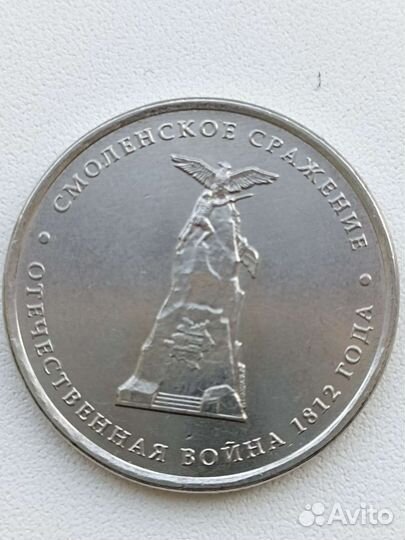 СМОЛЕНСКОЕ СРАЖЕНИЕ
ОТЕЧЕСТВЕННАЯ ВОЙНА 1812 ГОДА
Avito